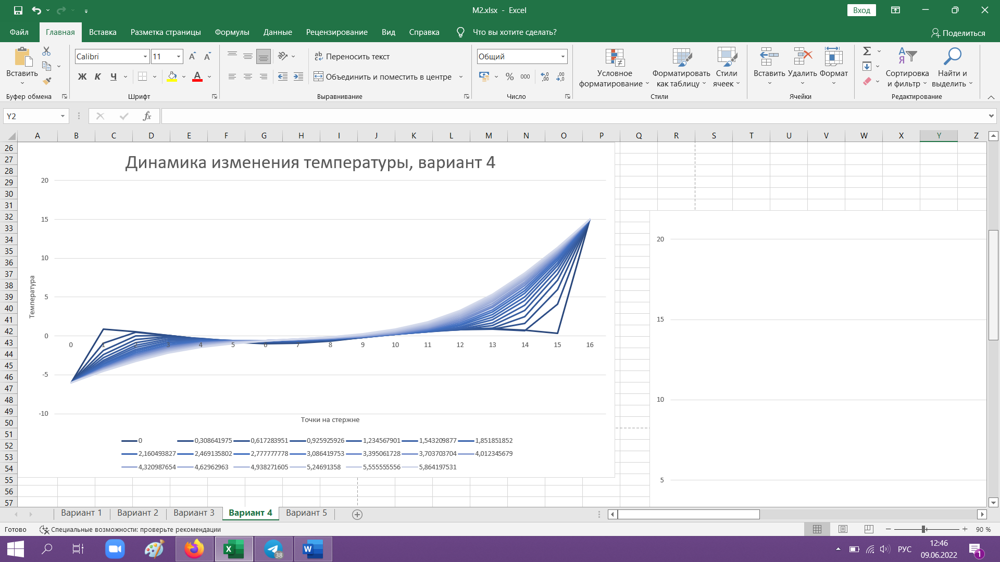 M2.xlsx - Excel
Вход
Файл Главная Вставка Разметка страницы Формулы Данные Рецензирование Вид Справка Что вы хотите сделать? Поделиться
Calibri 11 Переносить текст Общий
Вставить Ж К Ч А Объединить и поместить в центре % 000
Условное форматирование Форматировать как таблицу Стили ячеек Вставить Удалить Формат Сортировка и фильтр Найти и выделить
Буфер обмена Шрифт Выравнивание Число Стили Ячейки Редактирование
Y2 fx
A B C D E F G H I J K L M N O P Q R S T U V W X Y Z
26
27
28
29
30
31
32
33
34
35
36
37
38
39
40
41
42
43
44
45
46
47
48
49
50
51
52
53
54
55
56
57
Динамика изменения температуры, вариант 4
20
15
10
5
0
-5
-10
Температура
0 1 2 3 4 5 6 7 8 9 10 11 12 13 14 15 16
Точки на стержне
0 0,308641975 0,617283951 0,925925926 1,234567901 1,543209877 1,851851852
2,160493827 2,469135802 2,777777778 3,086419753 3,395061728 3,703703704 4,012345679
4,320987654 4,62962963 4,938271605 5,24691358 5,555555556 5,864197531
20
15
10
5
Вариант 1 Вариант 2 Вариант 3 Вариант 4 Вариант 5
Готово Специальные возможности: проверьте рекомендации 90 %
38 РУС 12:46
09.06.2022 1